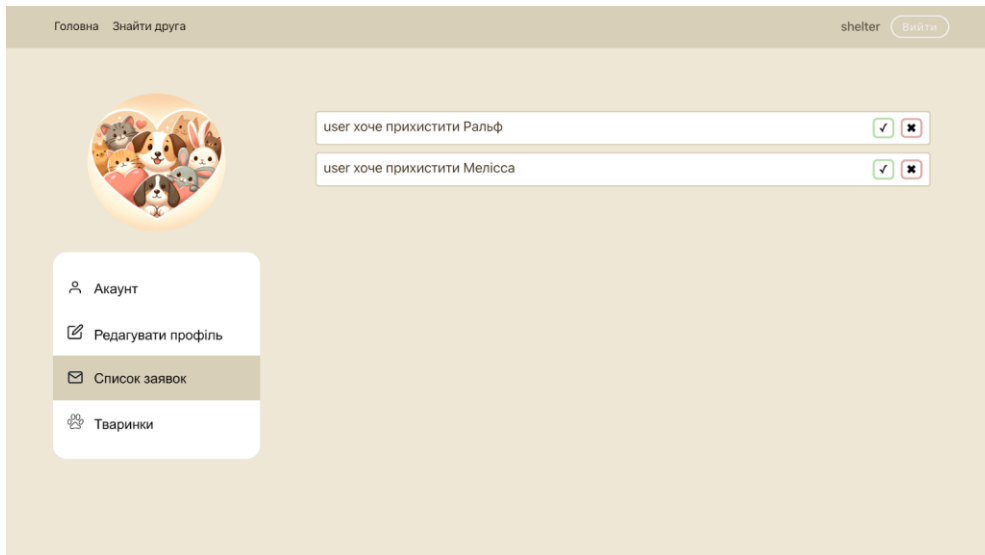 Головна Знайти друга shelter Вийти
user хоче прихистити Ральф ✓ ✖
user хоче прихистити Мелісса ✓ ✖
Акаунт
Редагувати профіль
Список заявок
Тваринки